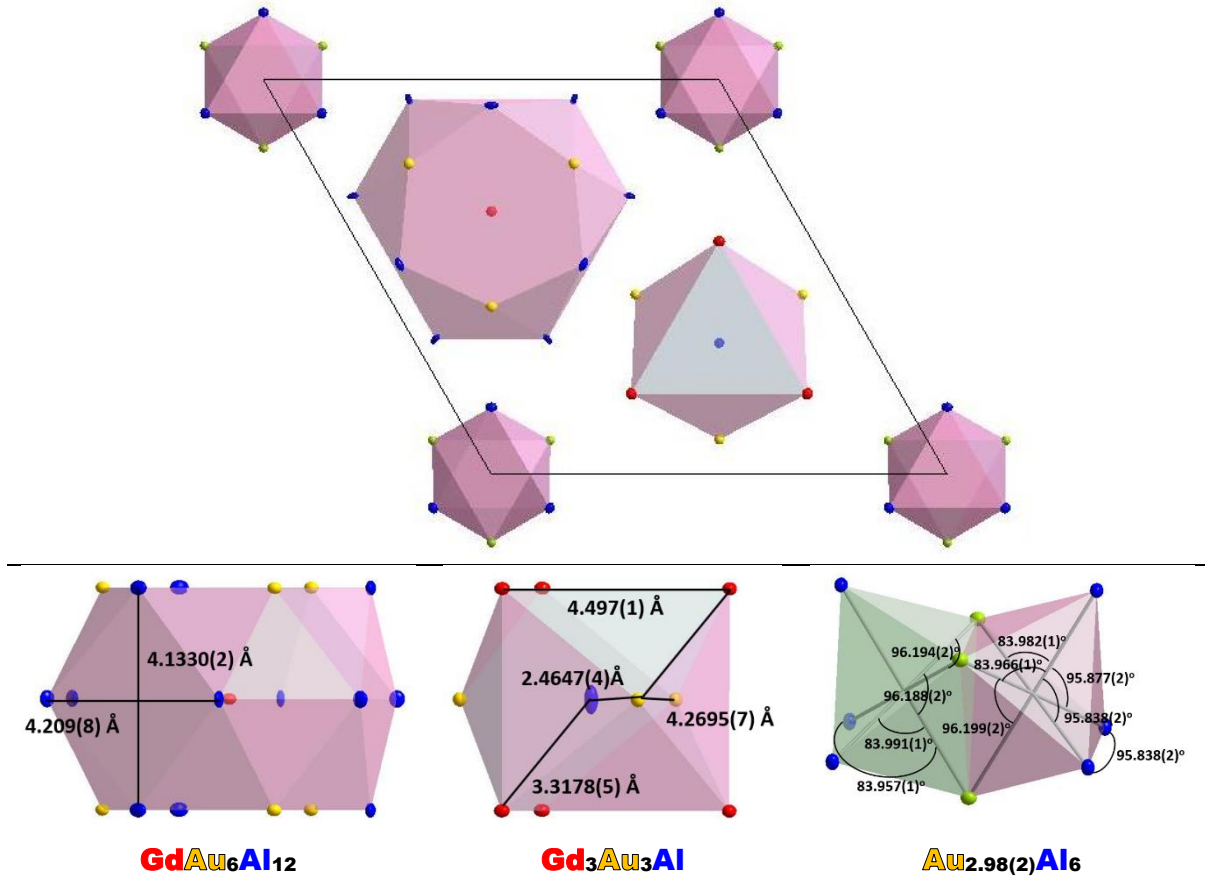 4.1330(2) Å
4.209(8) Å
GdAu₆Al₁₂
4.497(1) Å
2.4647(4)Å
4.2695(7) Å
3.3178(5) Å
Gd₃Au₃Al
83.982(1)º
96.194(2)º
83.966(1)º
95.877(2)º
96.188(2)º
95.838(2)º
96.199(2)º
83.991(1)º
95.838(2)º
83.957(1)º
Au₂.₉₈₍₂₎Al₆